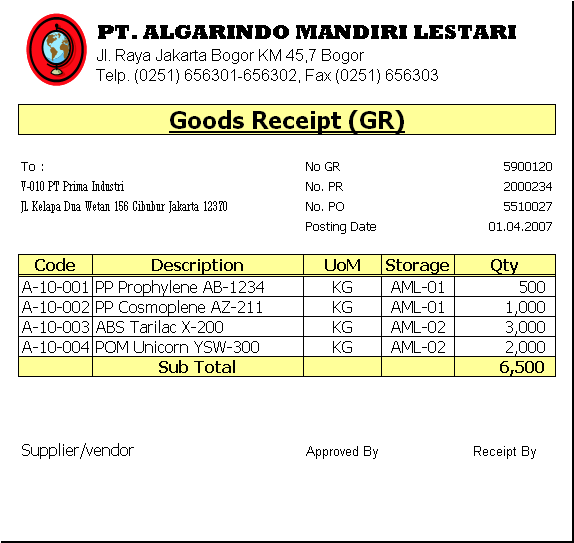 PT. ALGARINDO MANDIRI LESTARI
Jl. Raya Jakarta Bogor KM 45,7 Bogor
Telp. (0251) 656301-656302, Fax (0251) 656303
Goods Receipt (GR)
To : No GR 5900120
V-010 PT Prima Industri No. PR 2000234
Jl. Kelapa Dua Wetan 156 Cibubur Jakarta 12370 No. PO 5510027
Posting Date 01.04.2007
Code Description UoM Storage Qty
A-10-001 PP Prophylene AB-1234 KG AML-01 500
A-10-002 PP Cosmoplene AZ-211 KG AML-01 1,000
A-10-003 ABS Tarilac X-200 KG AML-02 3,000
A-10-004 POM Unicorn YSW-300 KG AML-02 2,000
Sub Total 6,500
Supplier/vendor Approved By Receipt By